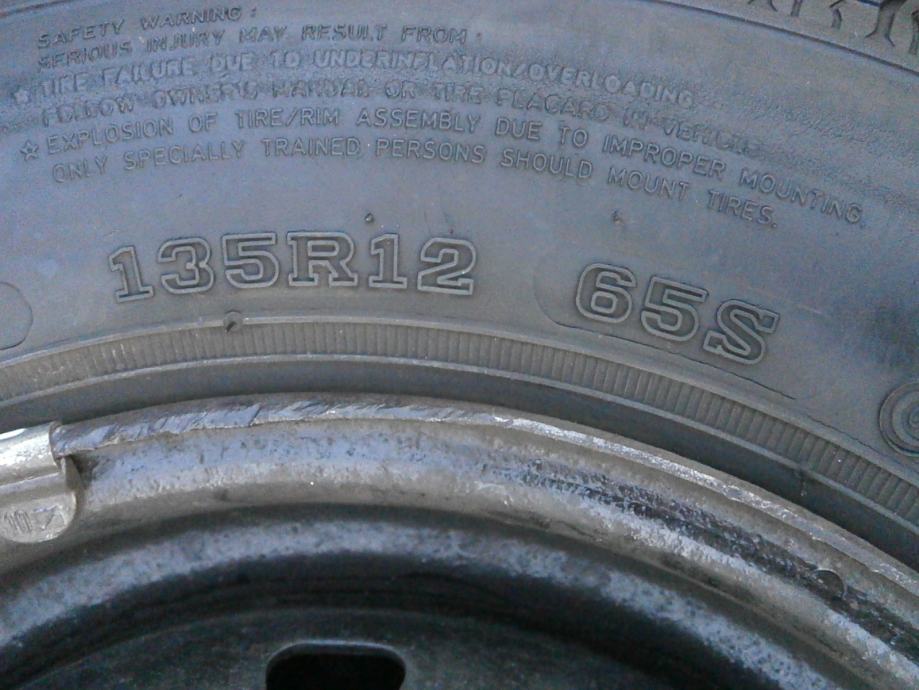 SAFETY WARNING:
SERIOUS INJURY MAY RESULT FROM:
☆ TIRE FAILURE DUE TO UNDERINFLATION/OVERLOADING
FOLLOW OWNER'S MANUAL OR TIRE PLACARD IN VEHICLE
☆ EXPLOSION OF TIRE/RIM ASSEMBLY DUE TO IMPROPER MOUNTING
ONLY SPECIALLY TRAINED PERSONS SHOULD MOUNT TIRES.
135R12 65S